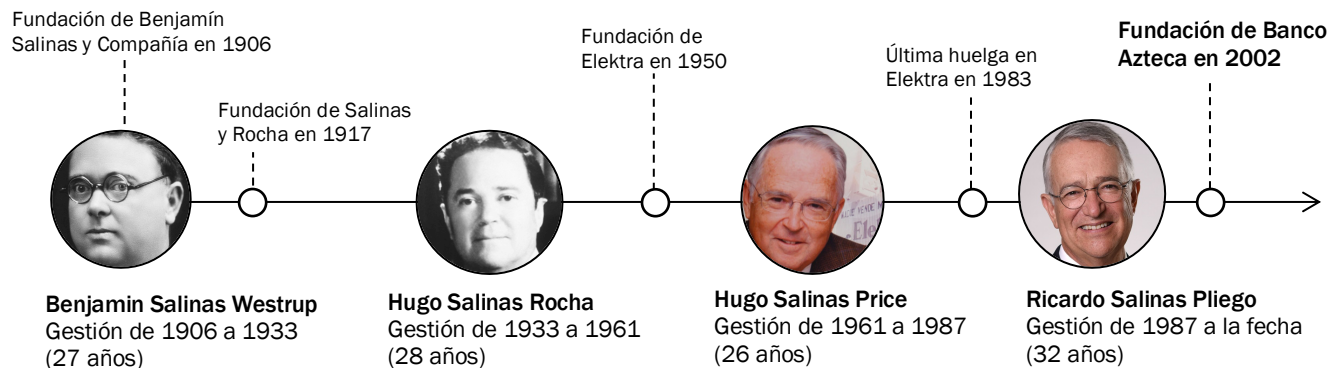 Fundación de Benjamín
Salinas y Compañía en 1906
Fundación de Salinas
y Rocha en 1917
Fundación de
Elektra en 1950
Última huelga en
Elektra en 1983
Fundación de Banco
Azteca en 2002
Benjamin Salinas Westrup
Gestión de 1906 a 1933
(27 años)
Hugo Salinas Rocha
Gestión de 1933 a 1961
(28 años)
Hugo Salinas Price
Gestión de 1961 a 1987
(26 años)
Ricardo Salinas Pliego
Gestión de 1987 a la fecha
(32 años)